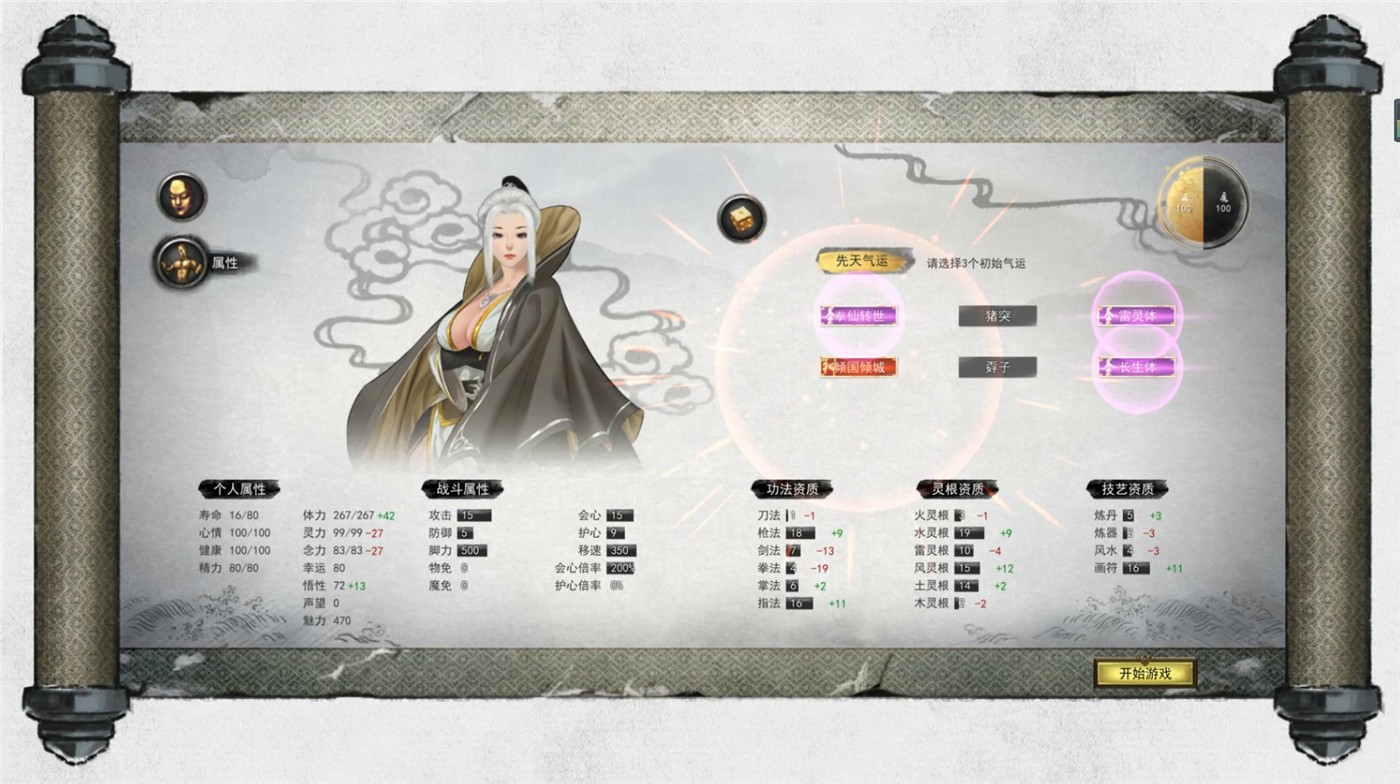 属性
100 100
先天气运 请选择3个初始气运
拳仙转世 猪突 雷灵体
倾国倾城 孬子 长生体
个人属性 战斗属性 功法资质 灵根资质 技艺资质
寿命 16/80 体力 267/267 +42 攻击 15 会心 15 刀法 -1 火灵根 -1 炼丹 5 +3
心情 100/100 灵力 99/99 -27 防御 5 护心 9 枪法 18 +9 水灵根 19 +9 炼器 -3
健康 100/100 念力 83/83 -27 脚力 500 移速 350 剑法 7 -13 雷灵根 10 -4 风水 4 -3
精力 80/80 幸运 80 物免 0 会心倍率 200% 拳法 4 -19 风灵根 15 +12 画符 16 +11
悟性 72 +13 魔免 0 护心倍率 0% 掌法 6 +2 土灵根 14 +2
声望 0 指法 16 +11 木灵根 -2
魅力 470
开始游戏